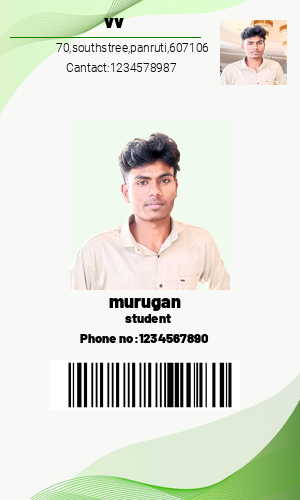 vv
70,southstree,panruti,607106
Cantact:1234578987
murugan
student
Phone no :1234567890